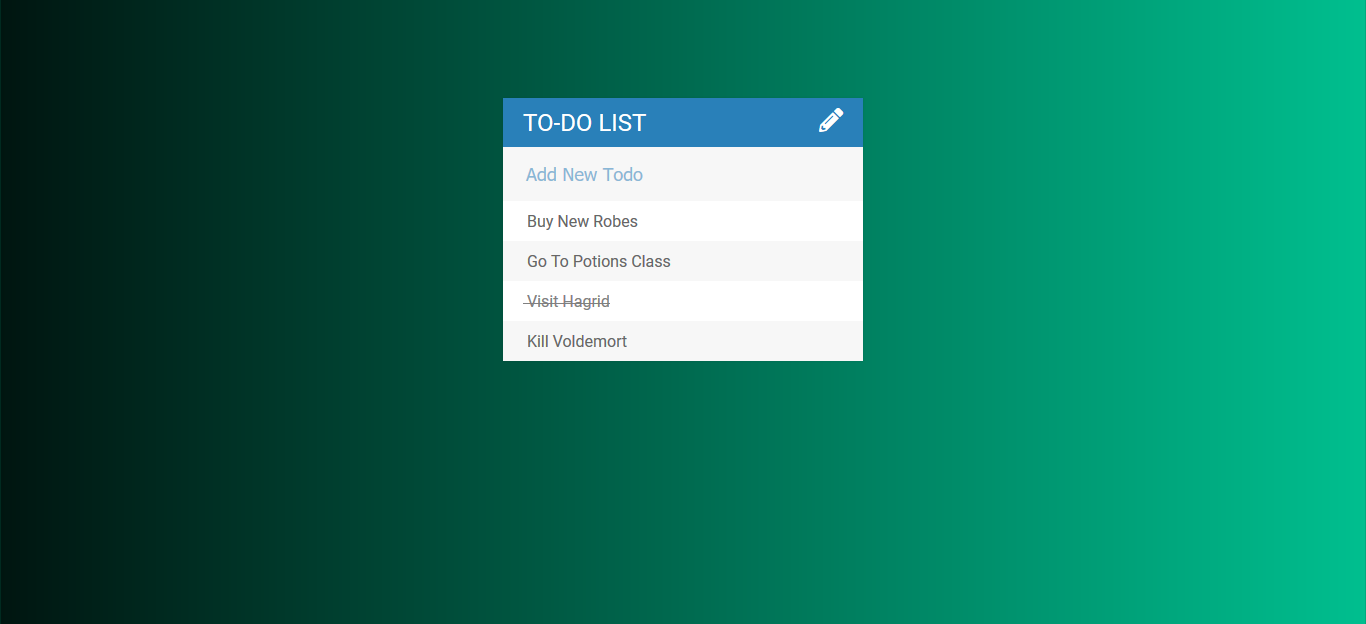 TO-DO LIST
Add New Todo
Buy New Robes
Go To Potions Class
Visit Hagrid
Kill Voldemort